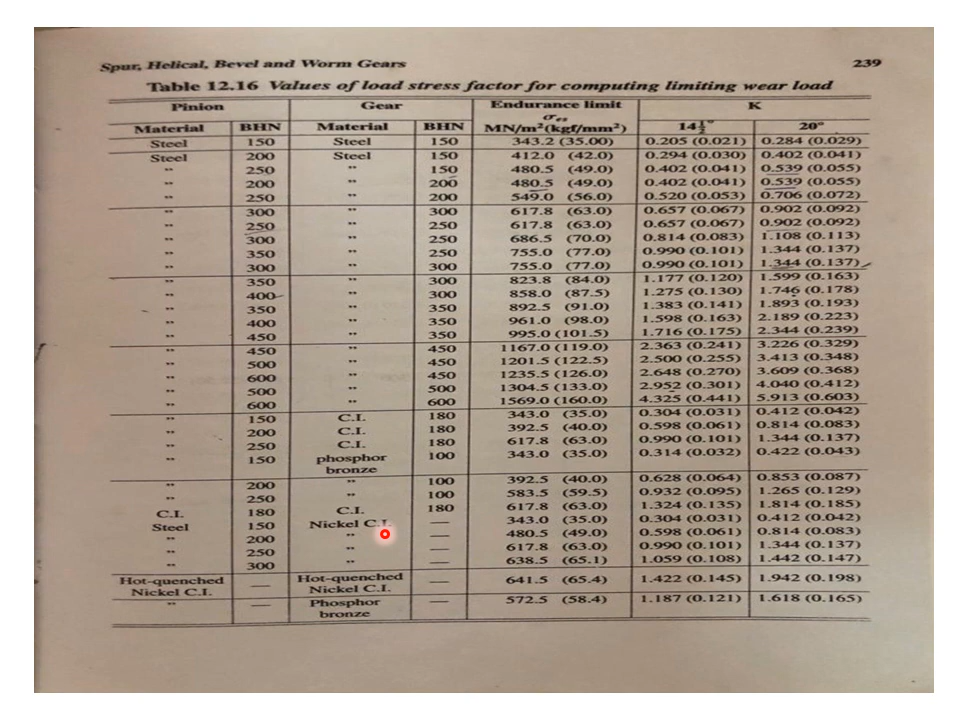 Spur, Helical, Bevel and Worm Gears 239
Table 12.16 Values of load stress factor for computing limiting wear load
Pinion Gear Endurance limit K
σes
Material BHN Material BHN MN/m²(kgf/mm²) 14½° 20°
Steel 150 Steel 150 343.2 (35.00) 0.205 (0.021) 0.284 (0.029)
Steel 200 Steel 150 412.0 (42.0) 0.294 (0.030) 0.402 (0.041)
" 250 " 150 480.5 (49.0) 0.402 (0.041) 0.539 (0.055)
" 200 " 200 480.5 (49.0) 0.402 (0.041) 0.539 (0.055)
" 250 " 200 549.0 (56.0) 0.520 (0.053) 0.706 (0.072)
" 300 " 300 617.8 (63.0) 0.657 (0.067) 0.902 (0.092)
" 250 " 250 617.8 (63.0) 0.657 (0.067) 0.902 (0.092)
" 300 " 250 686.5 (70.0) 0.814 (0.083) 1.108 (0.113)
" 350 " 250 755.0 (77.0) 0.990 (0.101) 1.344 (0.137)
" 300 " 300 755.0 (77.0) 0.990 (0.101) 1.344 (0.137)
" 350 " 300 823.8 (84.0) 1.177 (0.120) 1.599 (0.163)
" 400 " 300 858.0 (87.5) 1.275 (0.130) 1.746 (0.178)
" 350 " 350 892.5 (91.0) 1.383 (0.141) 1.893 (0.193)
" 400 " 350 961.0 (98.0) 1.598 (0.163) 2.189 (0.223)
" 450 " 350 995.0 (101.5) 1.716 (0.175) 2.344 (0.239)
" 450 " 450 1167.0 (119.0) 2.363 (0.241) 3.226 (0.329)
" 500 " 450 1201.5 (122.5) 2.500 (0.255) 3.413 (0.348)
" 600 " 450 1235.5 (126.0) 2.648 (0.270) 3.609 (0.368)
" 500 " 500 1304.5 (133.0) 2.952 (0.301) 4.040 (0.412)
" 600 " 600 1569.0 (160.0) 4.325 (0.441) 5.913 (0.603)
" 150 C.I. 180 343.0 (35.0) 0.304 (0.031) 0.412 (0.042)
" 200 C.I. 180 392.5 (40.0) 0.598 (0.061) 0.814 (0.083)
" 250 C.I. 180 617.8 (63.0) 0.990 (0.101) 1.344 (0.137)
" 150 phosphor 100 343.0 (35.0) 0.314 (0.032) 0.422 (0.043)
bronze
" 200 " 100 392.5 (40.0) 0.628 (0.064) 0.853 (0.087)
" 250 " 100 583.5 (59.5) 0.932 (0.095) 1.265 (0.129)
C.I. 180 C.I. 180 617.8 (63.0) 1.324 (0.135) 1.814 (0.185)
Steel 150 Nickel C.I. — 343.0 (35.0) 0.304 (0.031) 0.412 (0.042)
" 200 " — 480.5 (49.0) 0.598 (0.061) 0.814 (0.083)
" 250 " — 617.8 (63.0) 0.990 (0.101) 1.344 (0.137)
" 300 " — 638.5 (65.1) 1.059 (0.108) 1.442 (0.147)
Hot-quenched — Hot-quenched — 641.5 (65.4) 1.422 (0.145) 1.942 (0.198)
Nickel C.I. Nickel C.I.
" — Phosphor — 572.5 (58.4) 1.187 (0.121) 1.618 (0.165)
bronze